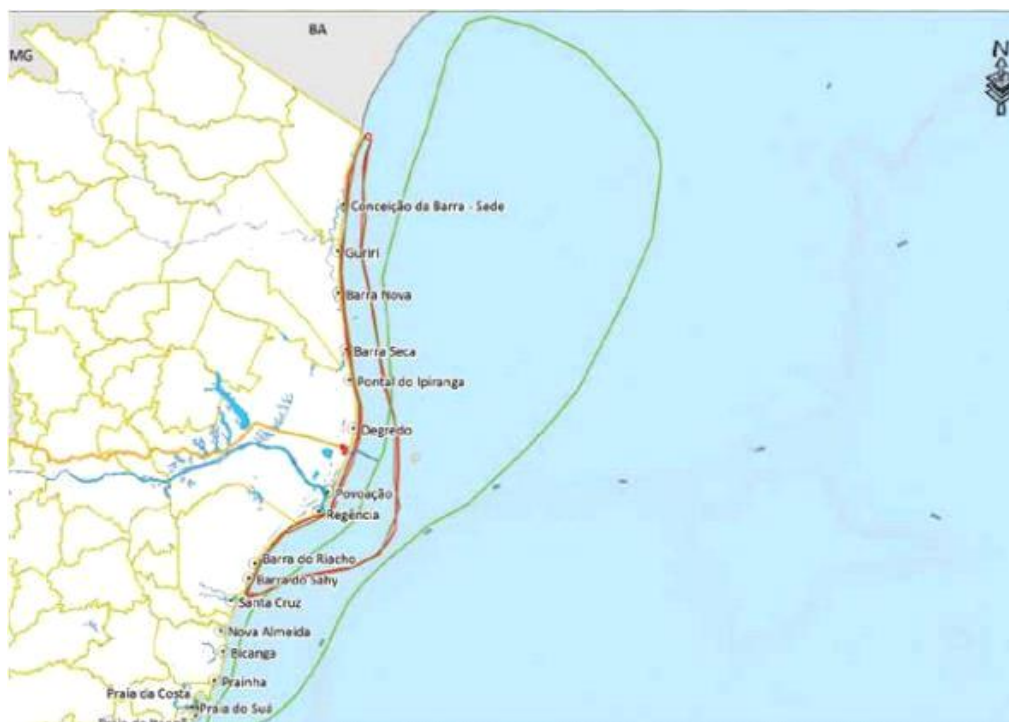 BA
MG
N
Conceição da Barra - Sede
Guriri
Barra Nova
Barra Seca
Pontal do Ipiranga
Degredo
Povoação
Regência
Barra do Riacho
Barra do Sahy
Santa Cruz
Nova Almeida
Bicanga
Prainha
Praia da Costa
Praia do Suá